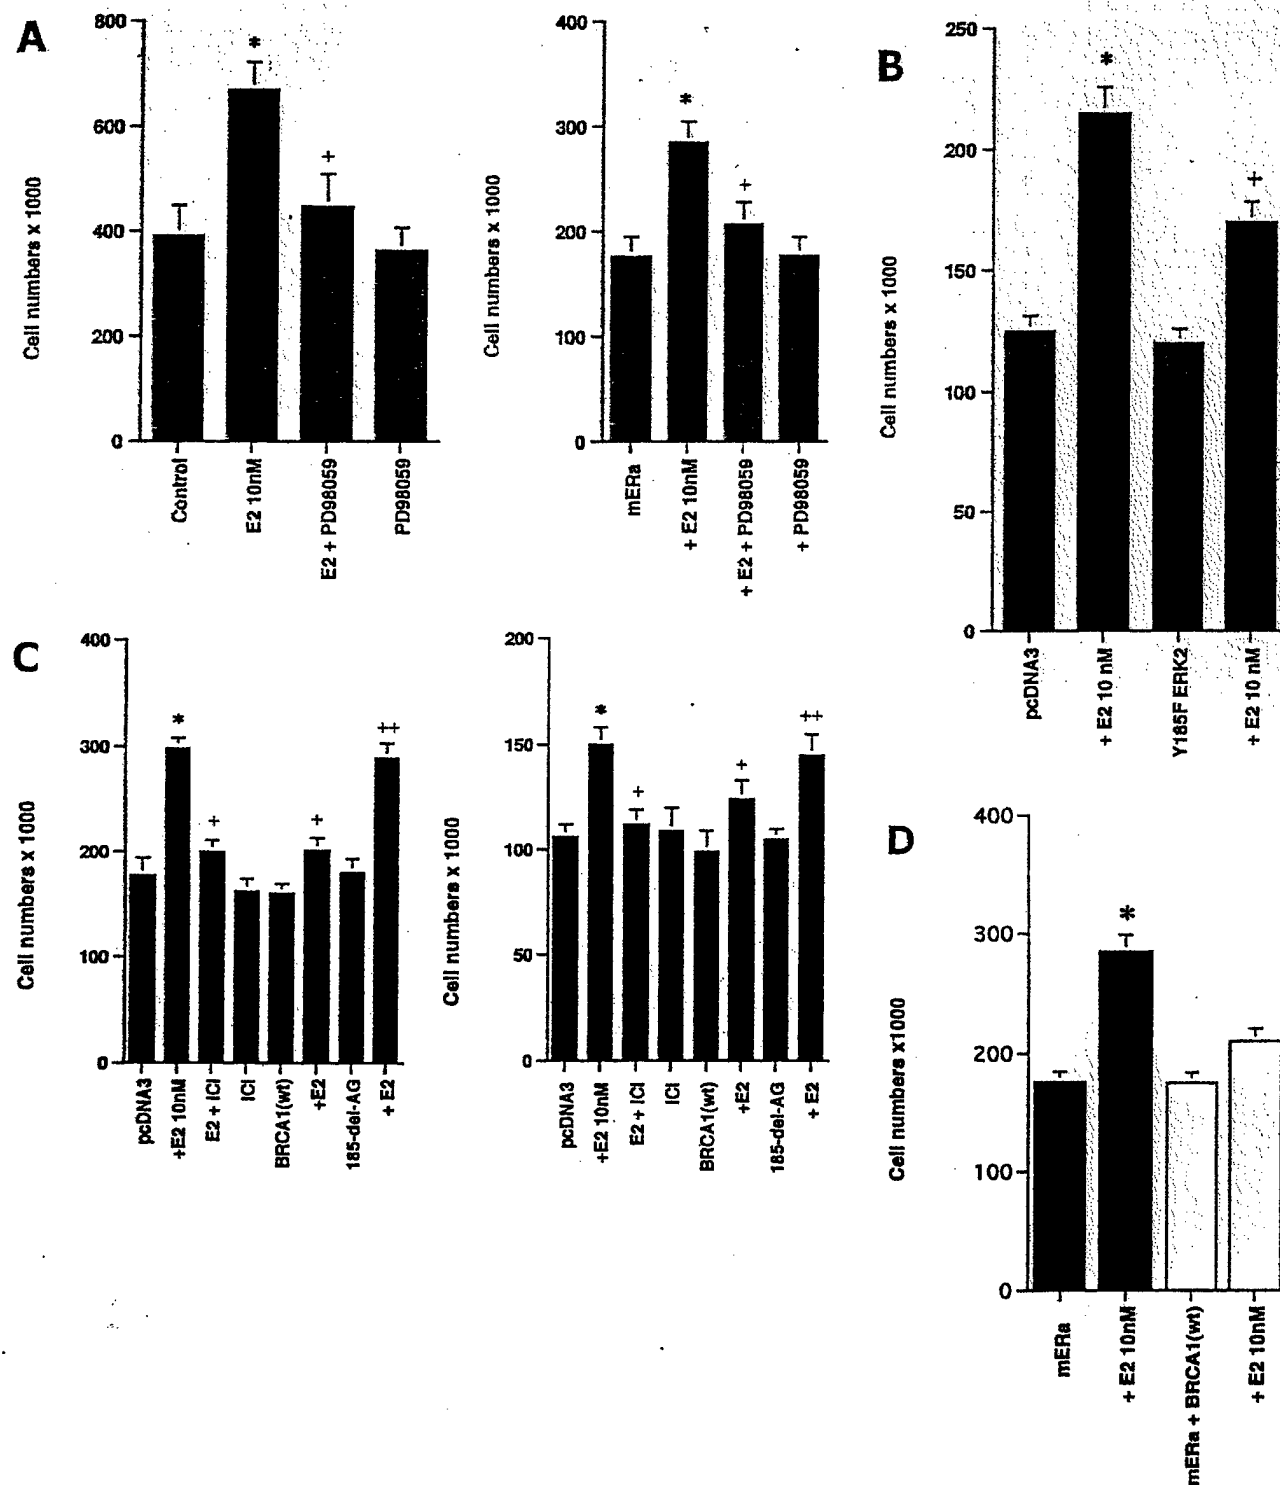 A
800
600
400
200
0
Cell numbers x 1000
*
+
Control
E2 10nM
E2 + PD98059
PD98059
400
300
200
100
0
Cell numbers x 1000
*
+
mERa
+ E2 10nM
+ E2 + PD98059
+ PD98059
B
250
200
150
100
50
0
Cell numbers x 1000
*
+
pcDNA3
+ E2 10 nM
Y185F ERK2
+ E2 10 nM
C
400
300
200
100
0
Cell numbers x 1000
*
+
+
++
pcDNA3
+E2 10nM
E2 + ICI
ICI
BRCA1(wt)
+E2
185-del-AG
+ E2
200
150
100
50
0
Cell numbers x 1000
*
+
+
++
pcDNA3
+E2 10nM
E2 + ICI
ICI
BRCA1(wt)
+E2
185-del-AG
+ E2
D
400
300
200
100
0
Cell numbers x1000
*
mERa
+ E2 10nM
mERa + BRCA1(wt)
+ E2 10nM